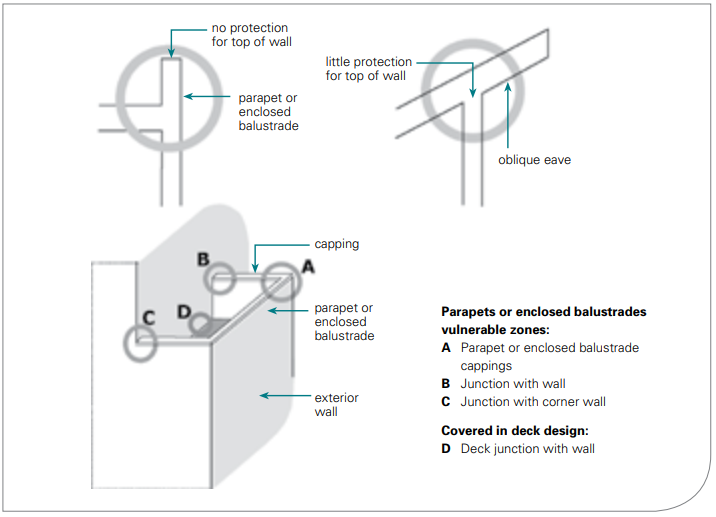 no protection
for top of wall
parapet or
enclosed
balustrade
little protection
for top of wall
oblique eave
capping
B
A
C
D
parapet or
enclosed
balustrade
exterior
wall
Parapets or enclosed balustrades
vulnerable zones:
A Parapet or enclosed balustrade
cappings
B Junction with wall
C Junction with corner wall
Covered in deck design:
D Deck junction with wall